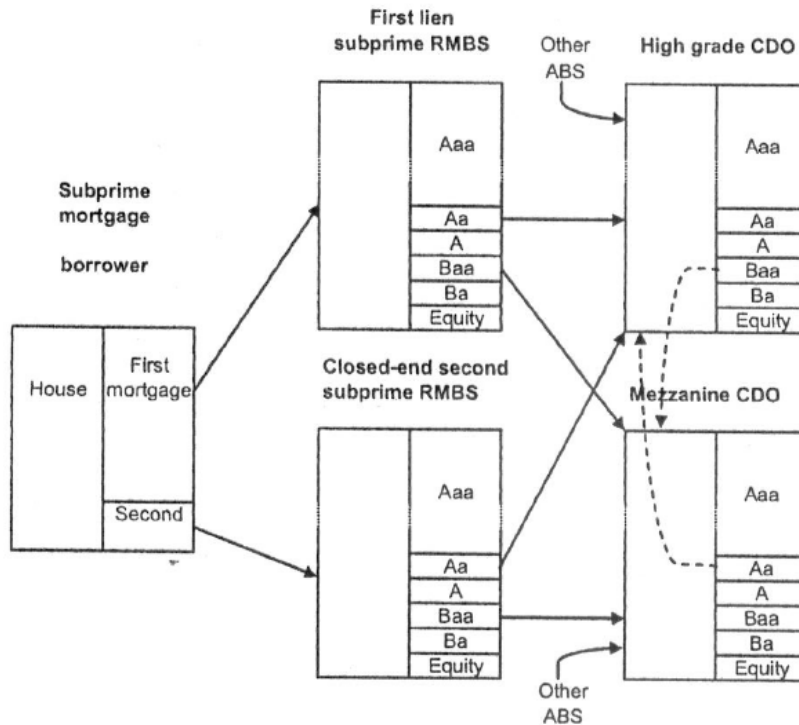 First lien
subprime RMBS
Other
ABS
High grade CDO
Aaa
Aa
A
Baa
Ba
Equity
Aaa
Aa
A
Baa
Ba
Equity
Subprime
mortgage
borrower
House
First
mortgage
Second
Closed-end second
subprime RMBS
Mezzanine CDO
Aaa
Aa
A
Baa
Ba
Equity
Aaa
Aa
A
Baa
Ba
Equity
Other
ABS